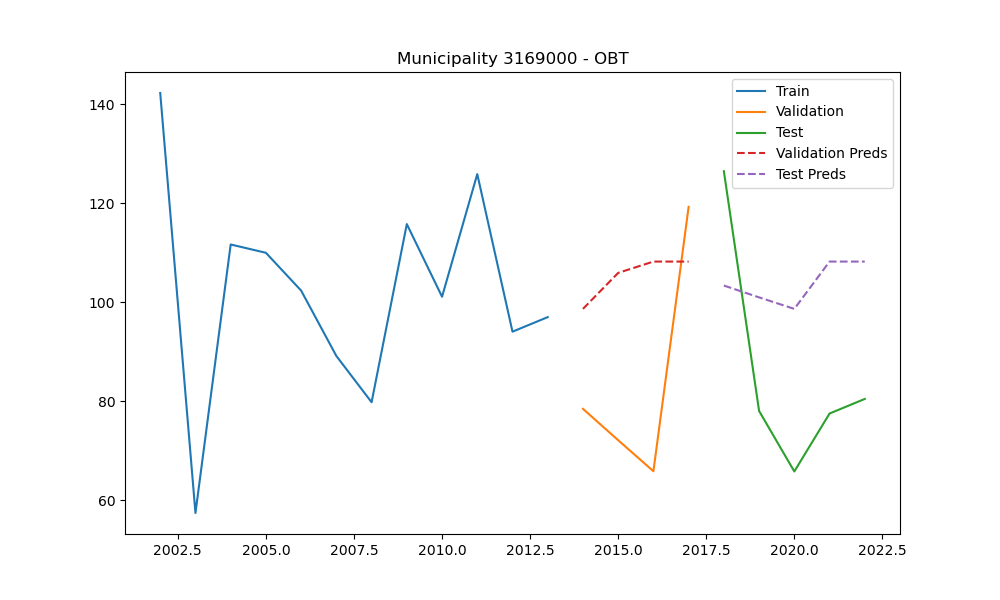 Municipality 3169000 - OBT
Train
Validation
Test
Validation Preds
Test Preds
140
120
100
80
60
2002.5 2005.0 2007.5 2010.0 2012.5 2015.0 2017.5 2020.0 2022.5